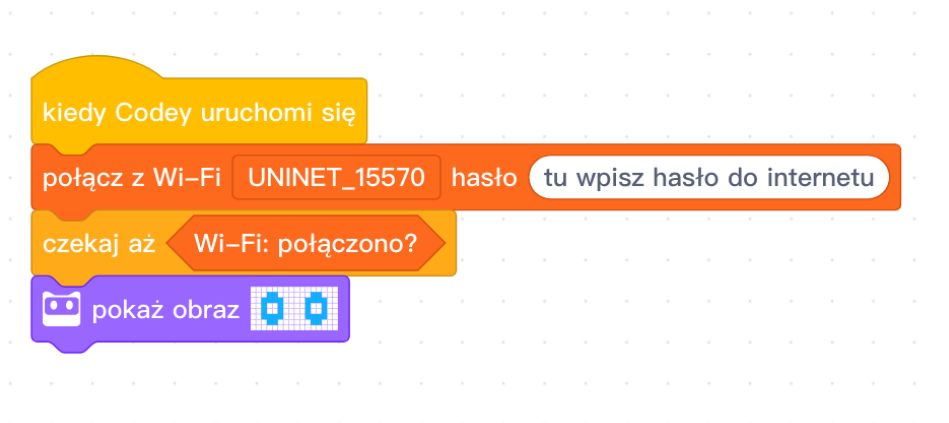 kiedy Codey uruchomi się
połącz z Wi-Fi UNINET_15570 hasło tu wpisz hasło do internetu
czekaj aż Wi-Fi: połączono?
pokaż obraz